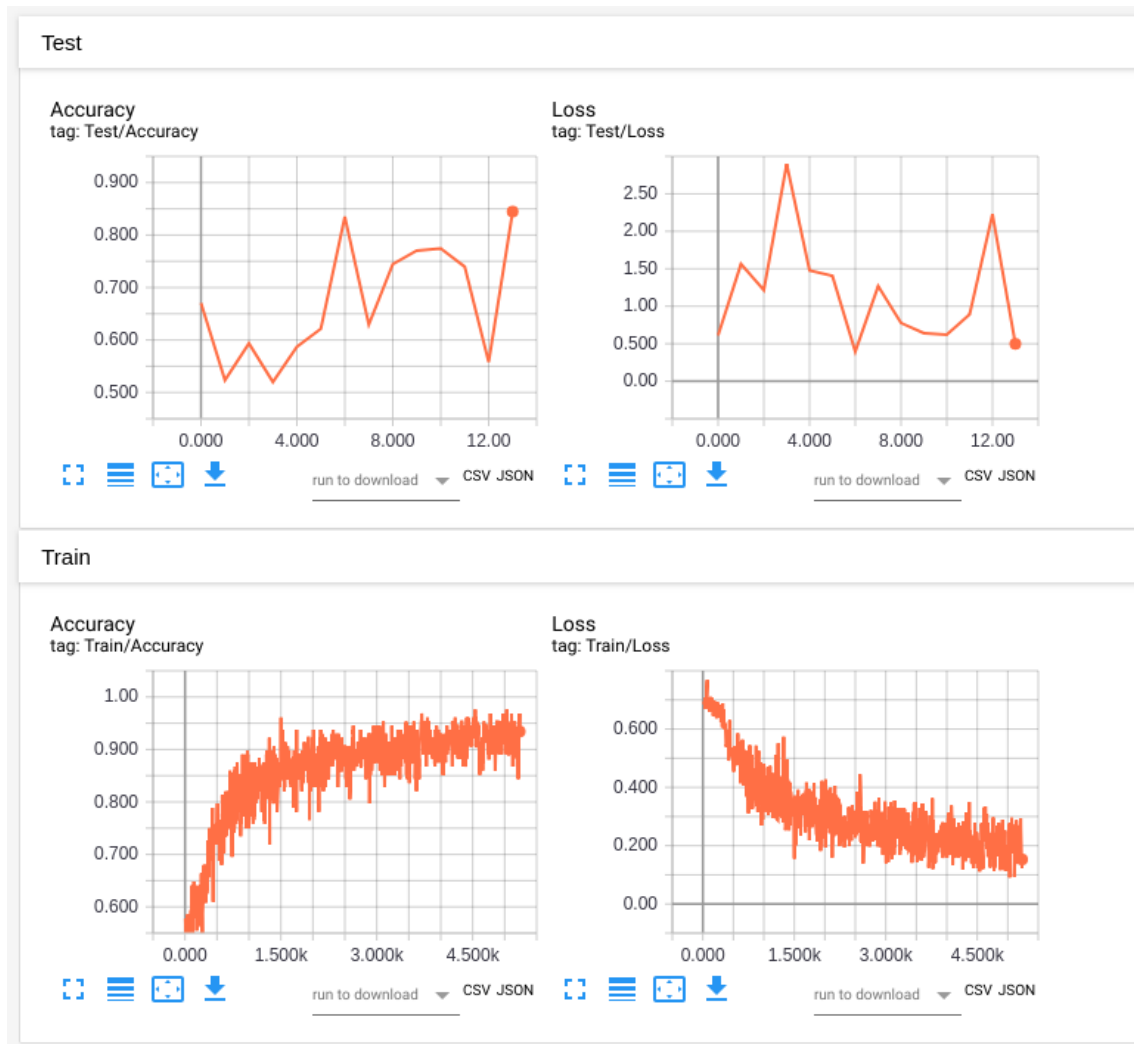 Test
Accuracy
tag: Test/Accuracy
0.900
0.800
0.700
0.600
0.500
0.000 4.000 8.000 12.00
run to download CSV JSON
Loss
tag: Test/Loss
2.50
2.00
1.50
1.00
0.500
0.00
0.000 4.000 8.000 12.00
run to download CSV JSON
Train
Accuracy
tag: Train/Accuracy
1.00
0.900
0.800
0.700
0.600
0.000 1.500k 3.000k 4.500k
run to download CSV JSON
Loss
tag: Train/Loss
0.600
0.400
0.200
0.00
0.000 1.500k 3.000k 4.500k
run to download CSV JSON